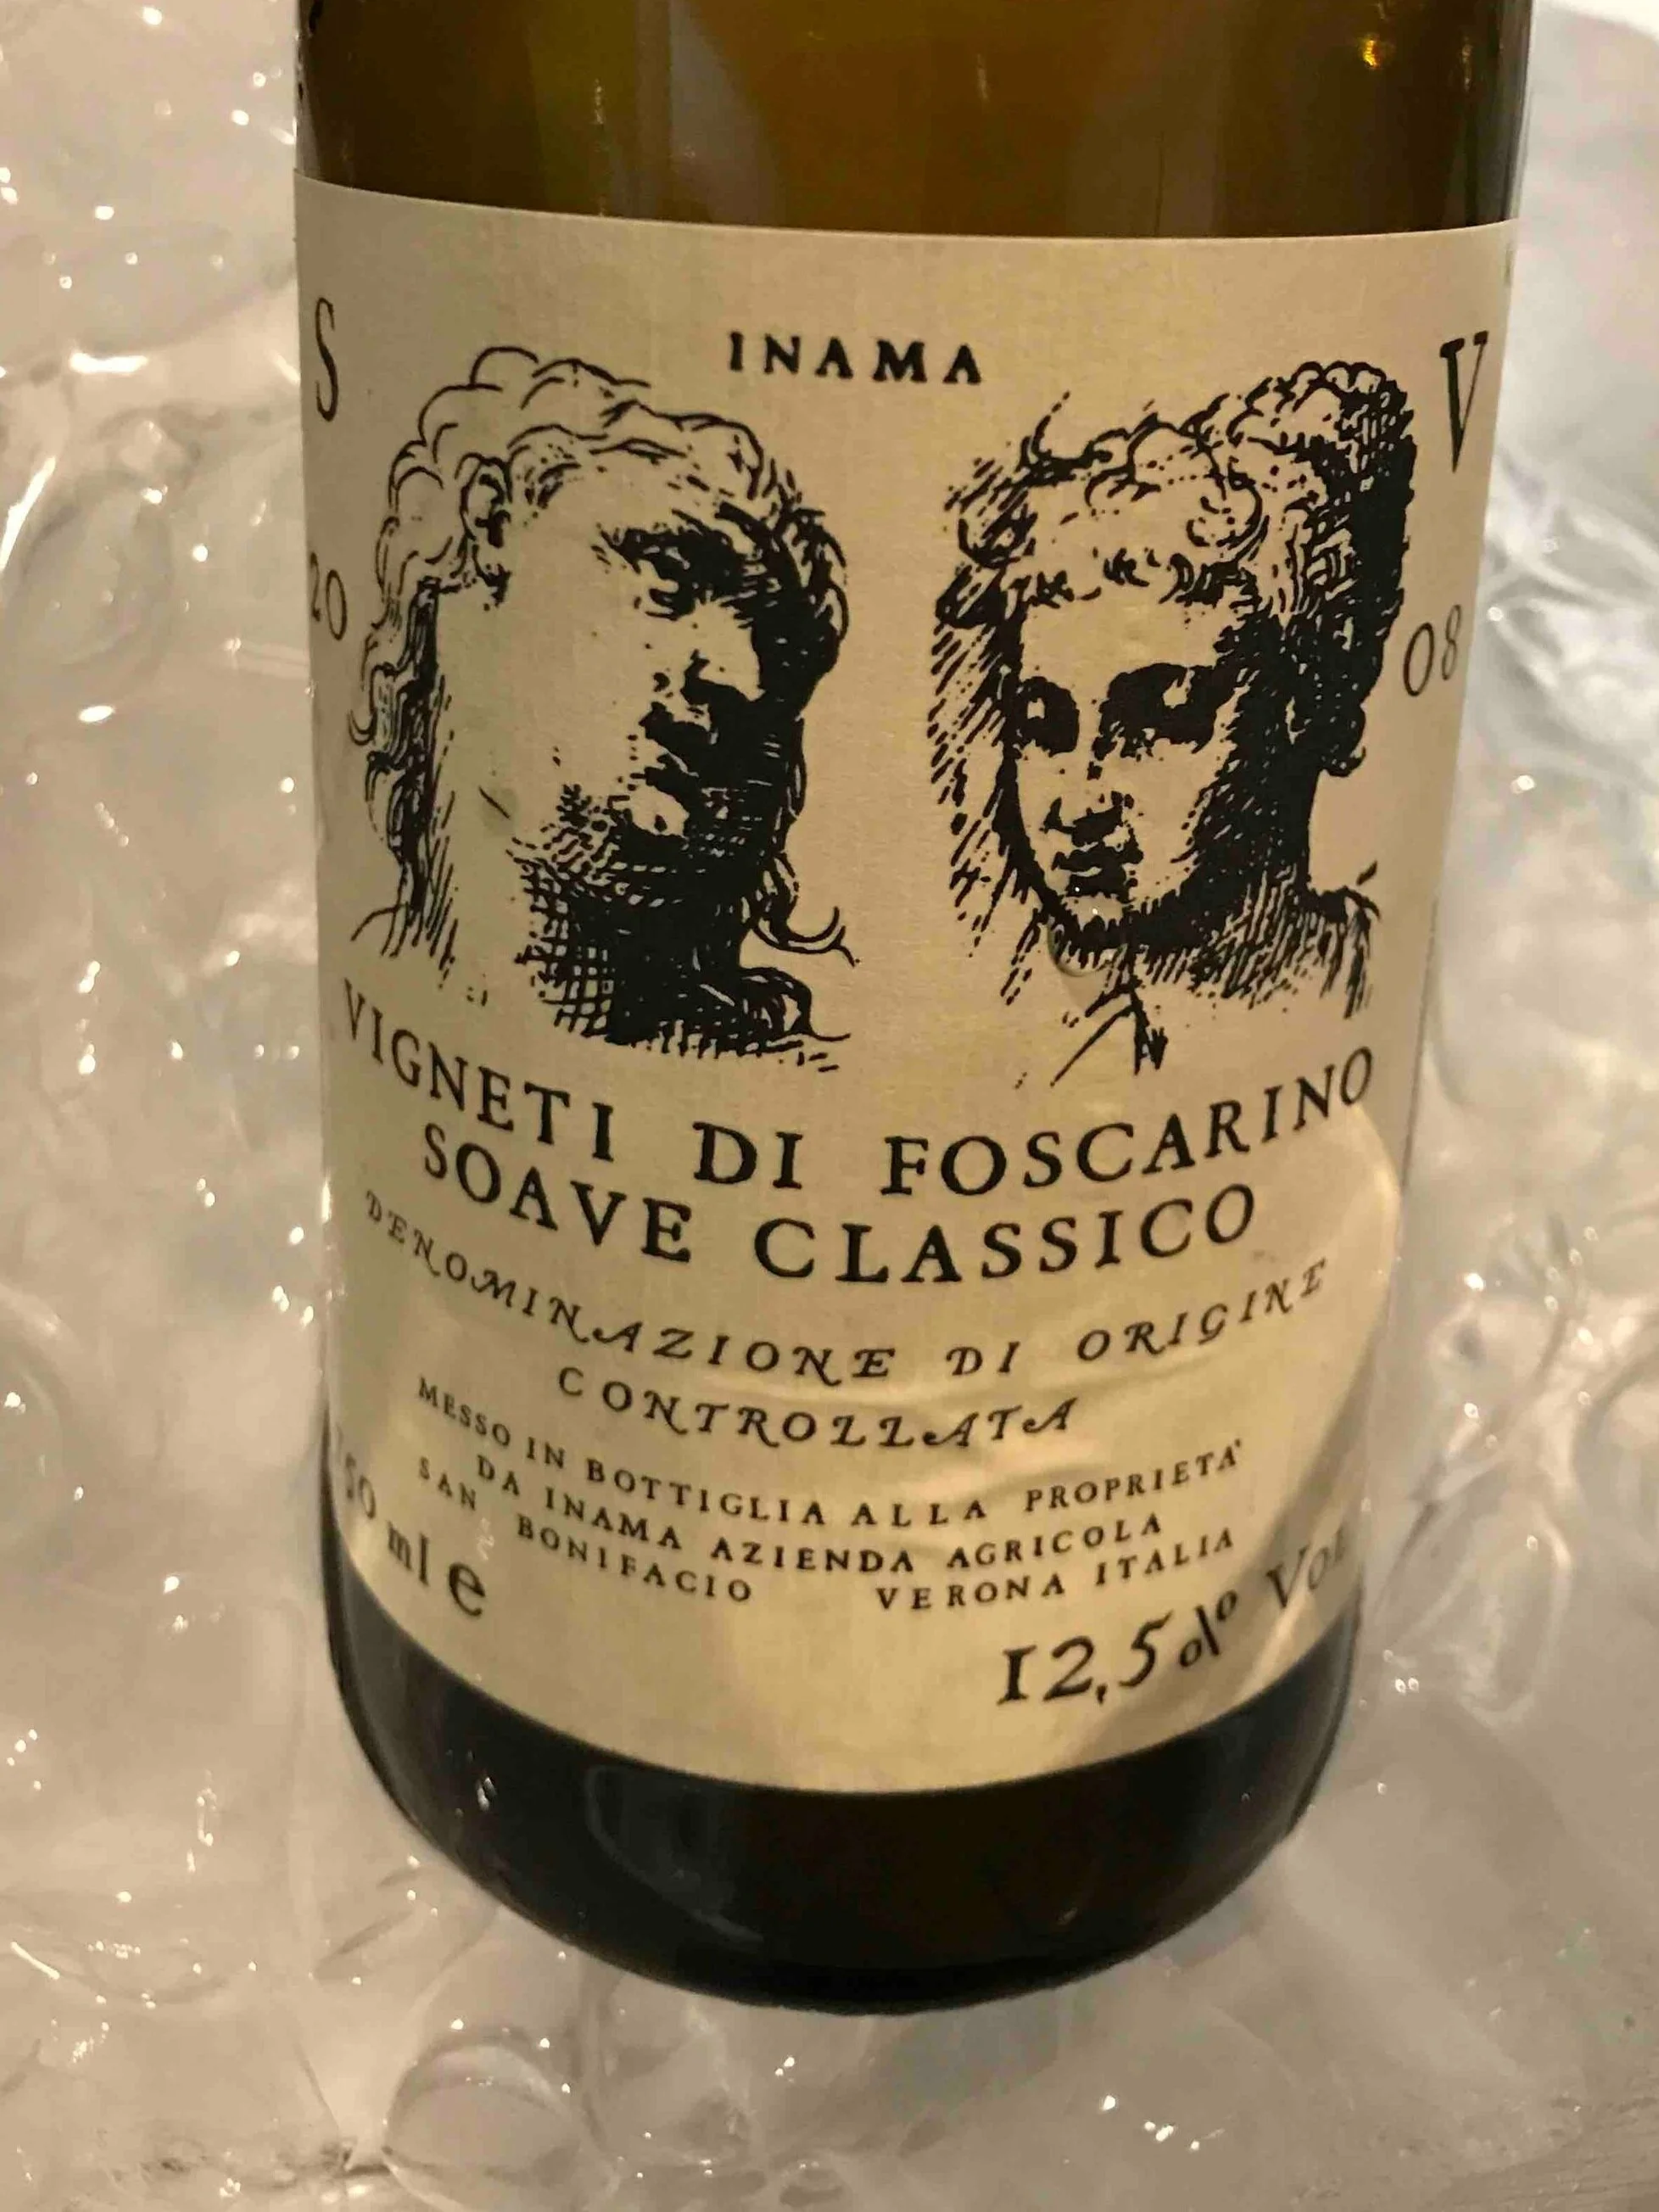 INAMA
S V
20 08
VIGNETI DI FOSCARINO
SOAVE CLASSICO
DENOMINAZIONE DI ORIGINE
CONTROLLATA
MESSO IN BOTTIGLIA ALLA PROPRIETA'
DA INAMA AZIENDA AGRICOLA
SAN BONIFACIO VERONA ITALIA
750 ml e
12,5% VOL